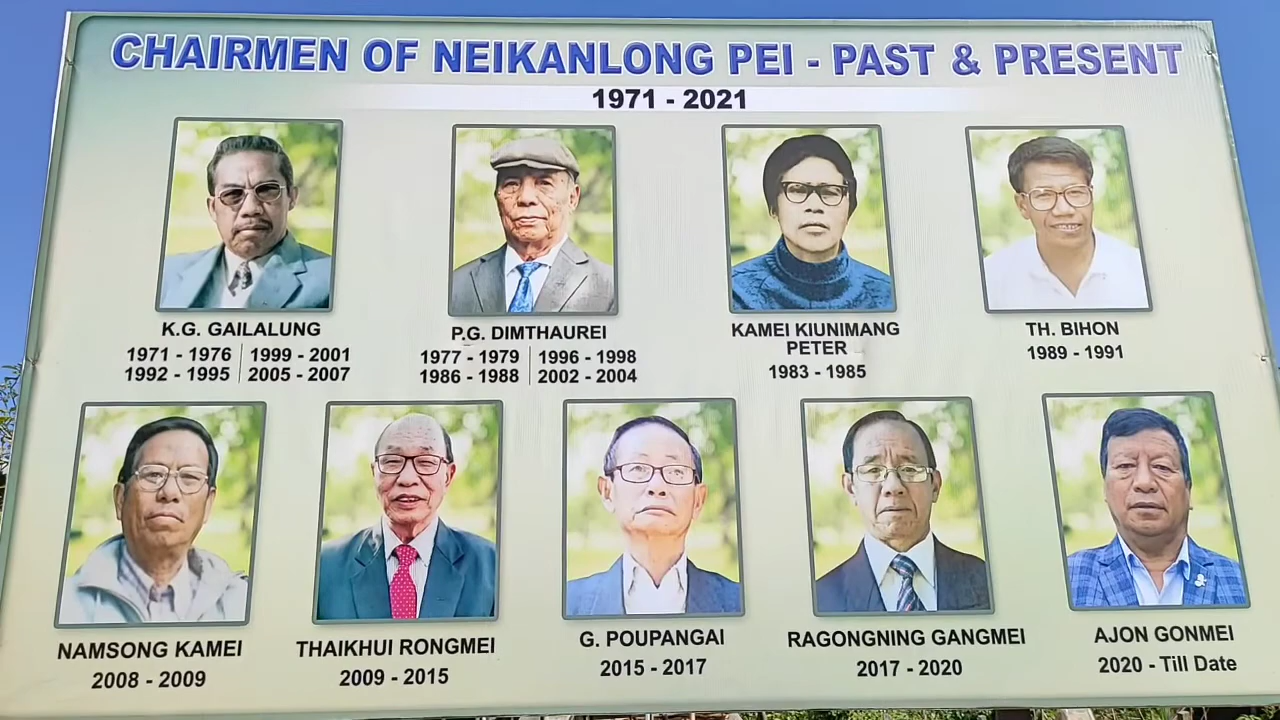 CHAIRMEN OF NEIKANLONG PEI - PAST & PRESENT
1971 - 2021
K.G. GAILALUNG
1971 - 1976 | 1999 - 2001
1992 - 1995 | 2005 - 2007
P.G. DIMTHAUREI
1977 - 1979 | 1996 - 1998
1986 - 1988 | 2002 - 2004
KAMEI KIUNIMANG
PETER
1983 - 1985
TH. BIHON
1989 - 1991
NAMSONG KAMEI
2008 - 2009
THAIKHUI RONGMEI
2009 - 2015
G. POUPANGAI
2015 - 2017
RAGONGNING GANGMEI
2017 - 2020
AJON GONMEI
2020 - Till Date